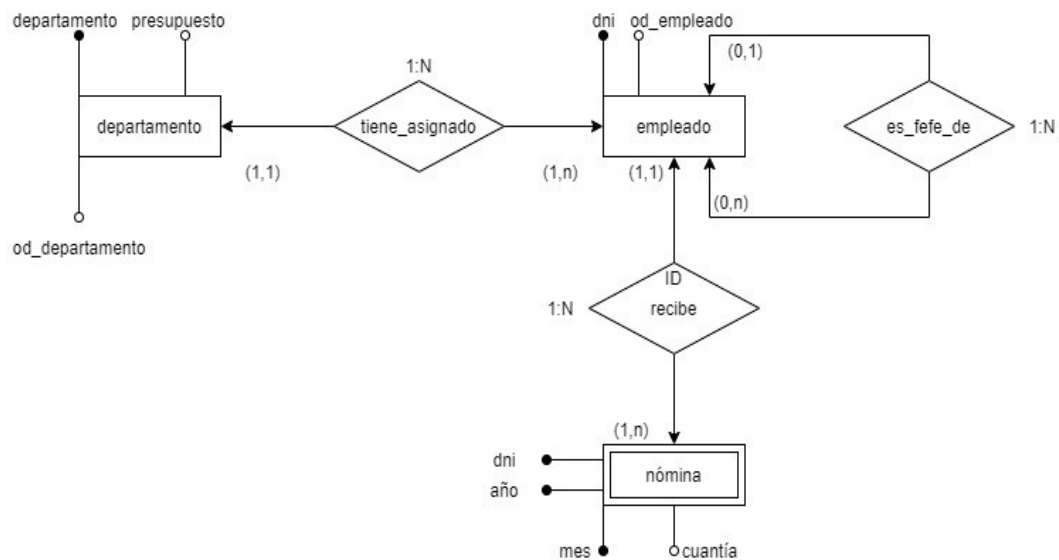 departamento
presupuesto
dni
od_empleado
(0,1)
1:N
departamento
tiene_asignado
empleado
es_fefe_de
1:N
(1,1)
(1,n)
(1,1)
(0,n)
od_departamento
ID
1:N
recibe
(1,n)
dni
nómina
año
mes
cuantía